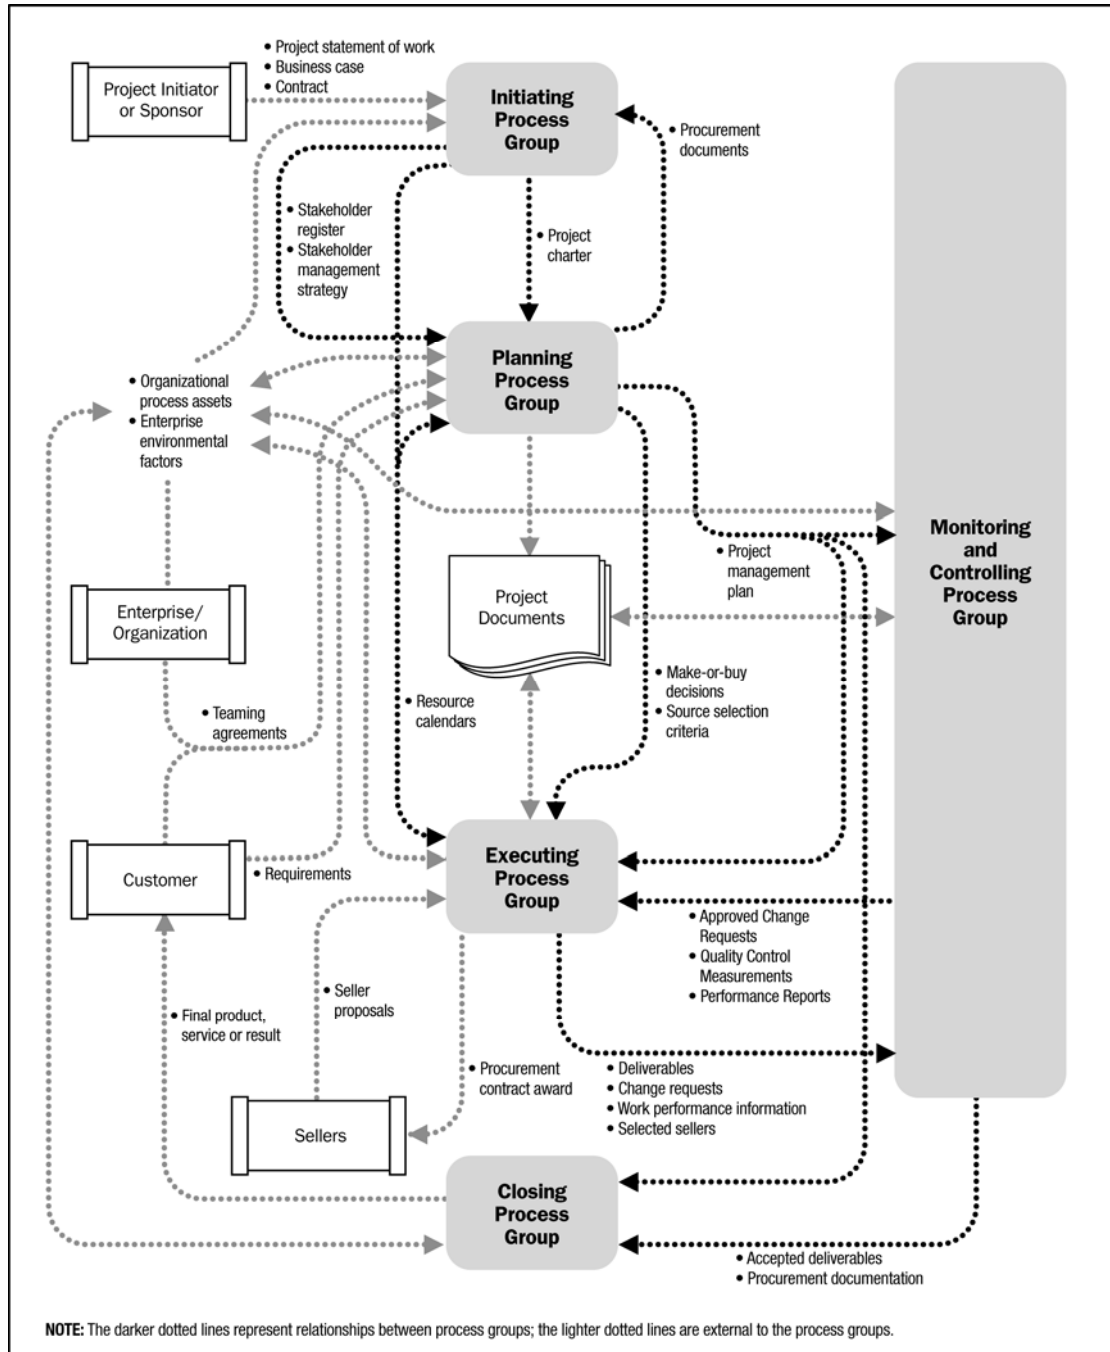 • Project statement of work
• Business case
• Contract
Project Initiator
or Sponsor
Initiating
Process
Group
• Procurement
documents
• Stakeholder
register
• Stakeholder
management
strategy
• Project
charter
Planning
Process
Group
• Organizational
process assets
• Enterprise
environmental
factors
Monitoring
and
Controlling
Process
Group
• Project
management
plan
Project
Documents
Enterprise/
Organization
• Make-or-buy
decisions
• Source selection
criteria
• Resource
calendars
• Teaming
agreements
Executing
Process
Group
Customer
• Requirements
• Approved Change
Requests
• Quality Control
Measurements
• Performance Reports
• Seller
proposals
• Final product,
service or result
• Procurement
contract award
• Deliverables
• Change requests
• Work performance information
• Selected sellers
Sellers
Closing
Process
Group
• Accepted deliverables
• Procurement documentation
NOTE: The darker dotted lines represent relationships between process groups; the lighter dotted lines are external to the process groups.